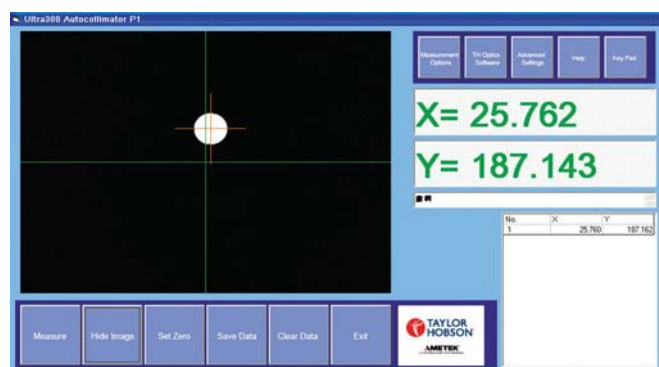 Ultra300 Autocollimator P1
Measurement Options
TH Optics Software
Advanced Settings
Help
Key Pad
X= 25.762
Y= 187.143
No. X Y
1 25.760 187.162
Measure
Hide Image
Set Zero
Save Data
Clear Data
Exit
TAYLOR
HOBSON
AMETEK